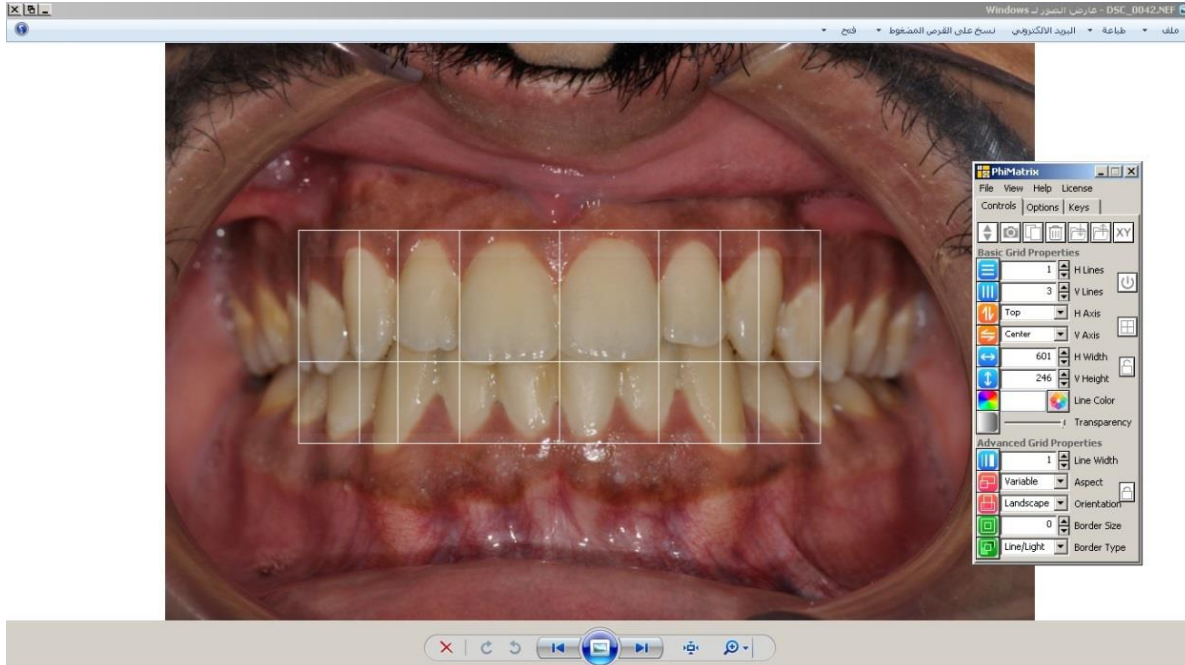 DSC_0042.NEF - عارض الصور لـ Windows
ملف طباعة البريد الالكتروني نسخ على القرص المضغوط فتح
PhiMatrix
File View Help License
Controls Options Keys
XY
Basic Grid Properties
1 H Lines
3 V Lines
Top H Axis
Center V Axis
601 H Width
246 V Height
Line Color
Transparency
Advanced Grid Properties
1 Line Width
Variable Aspect
Landscape Orientation
0 Border Size
Line/Light Border Type